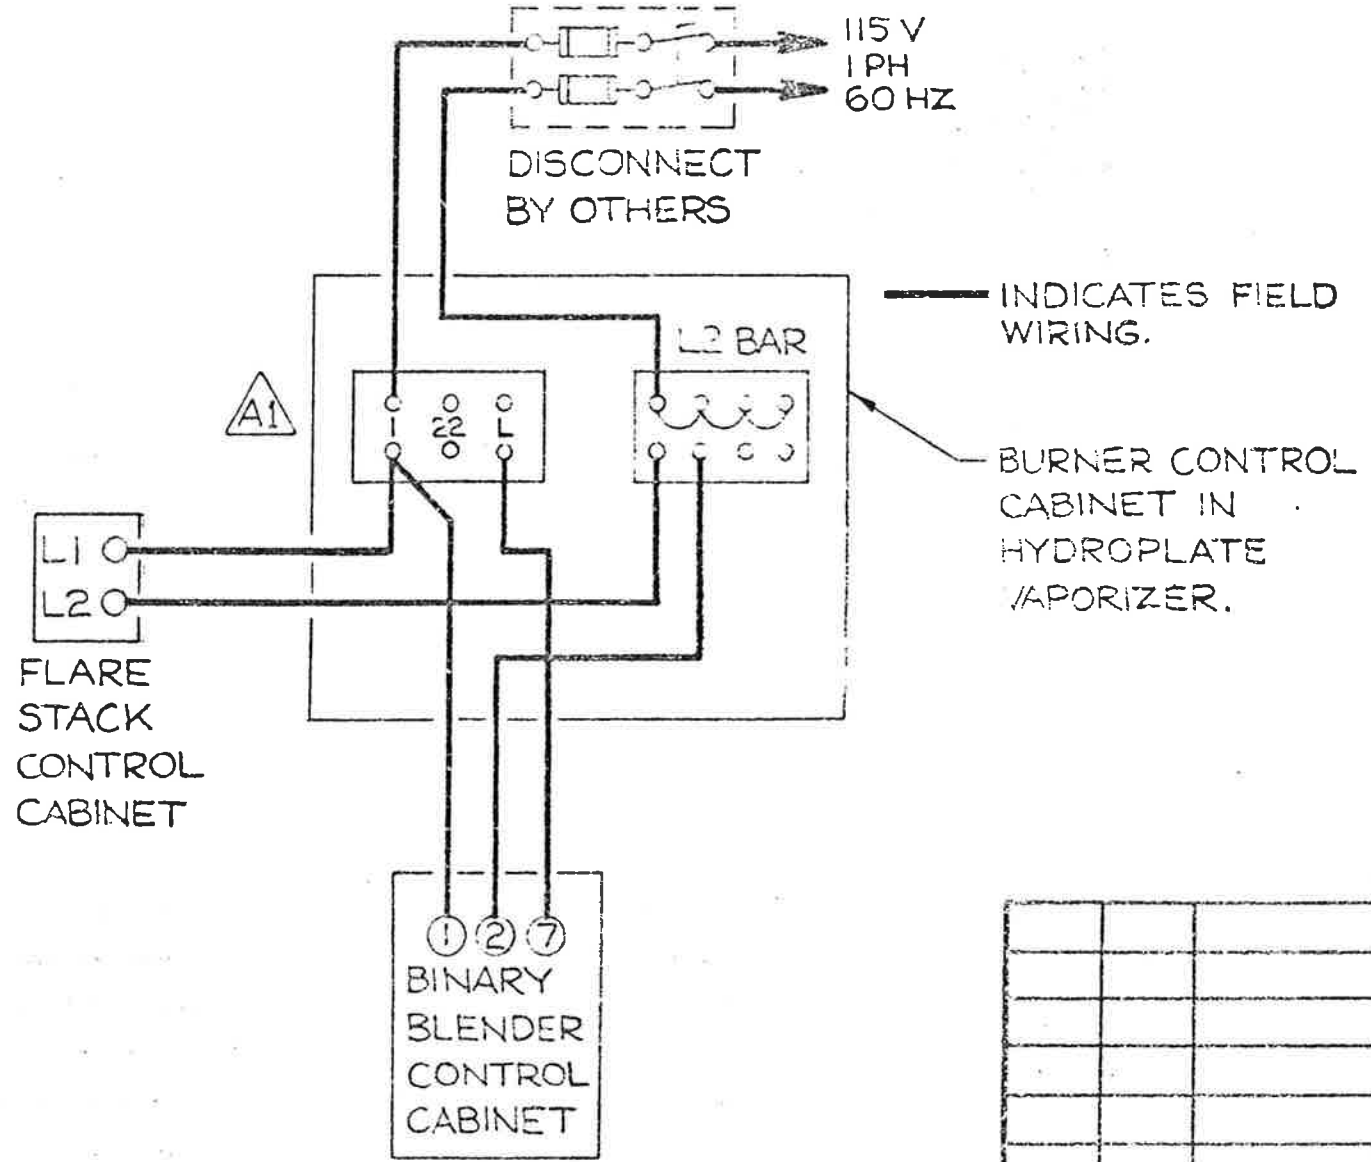 115 V
1 PH
60 HZ
DISCONNECT
BY OTHERS
INDICATES FIELD
WIRING.
L2 BAR
A1
1 22 L
BURNER CONTROL
CABINET IN
HYDROPLATE
VAPORIZER.
L1
L2
FLARE
STACK
CONTROL
CABINET
1 2 7
BINARY
BLENDER
CONTROL
CABINET